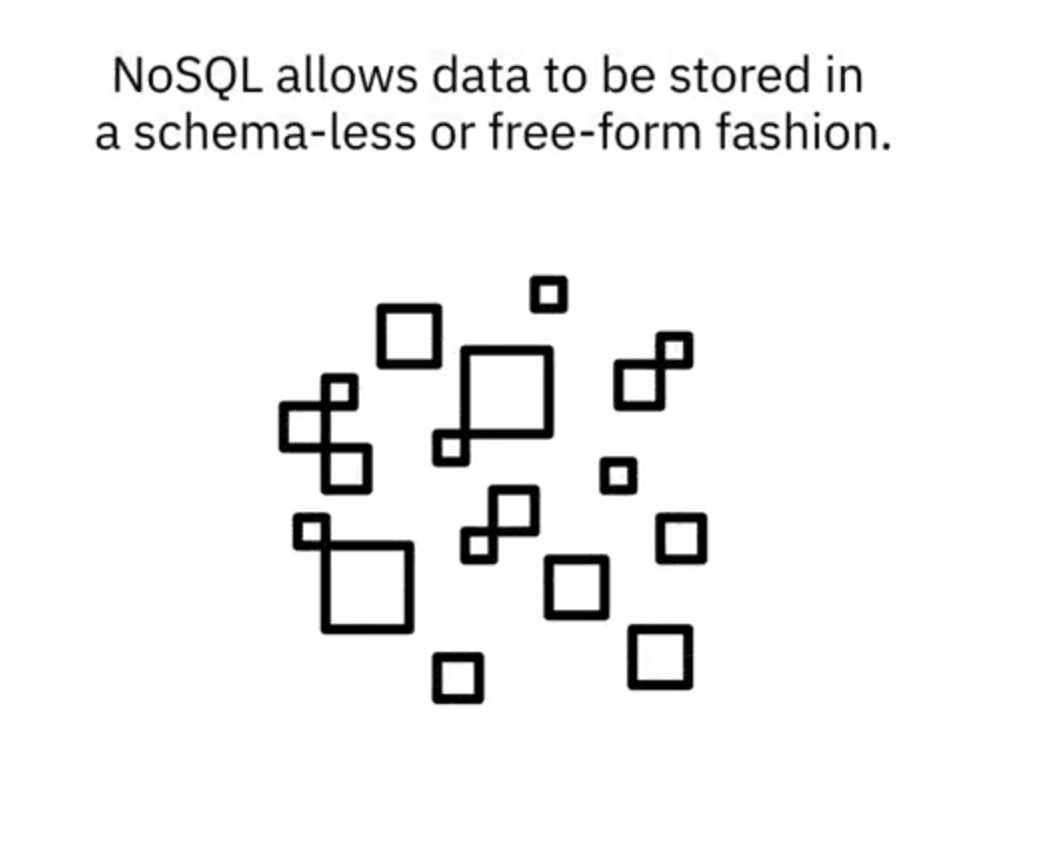 NoSQL allows data to be stored in
a schema-less or free-form fashion.